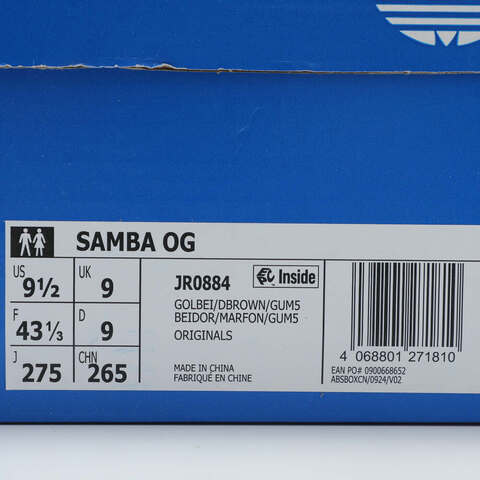 SAMBA OG
US
9½
UK
9
F
43⅓
D
9
J
275
CHN
265
JR0884
Inside
GOLBEI/DBROWN/GUM5
BEIDOR/MARFON/GUM5
ORIGINALS
MADE IN CHINA
FABRIQUÉ EN CHINE
4 068801 271810
EAN PO# 0900668652
ABSBOXCN/0924/V02